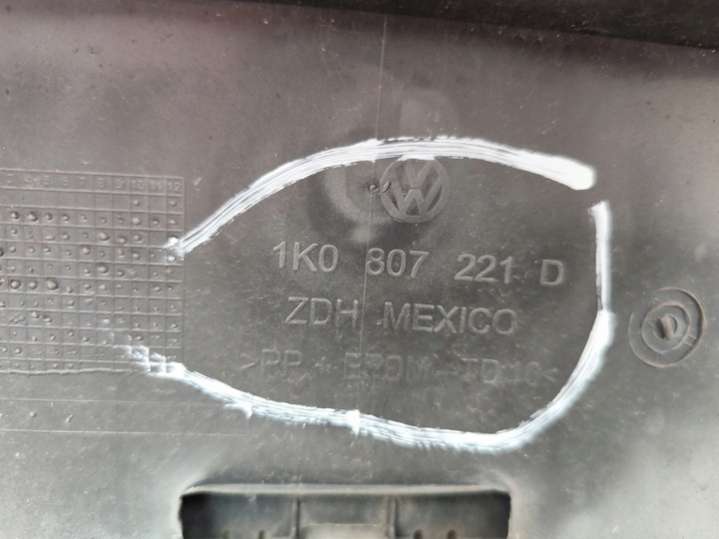 1K0 807 221 D
ZDH MEXICO
>PP + EPDM - TD10<